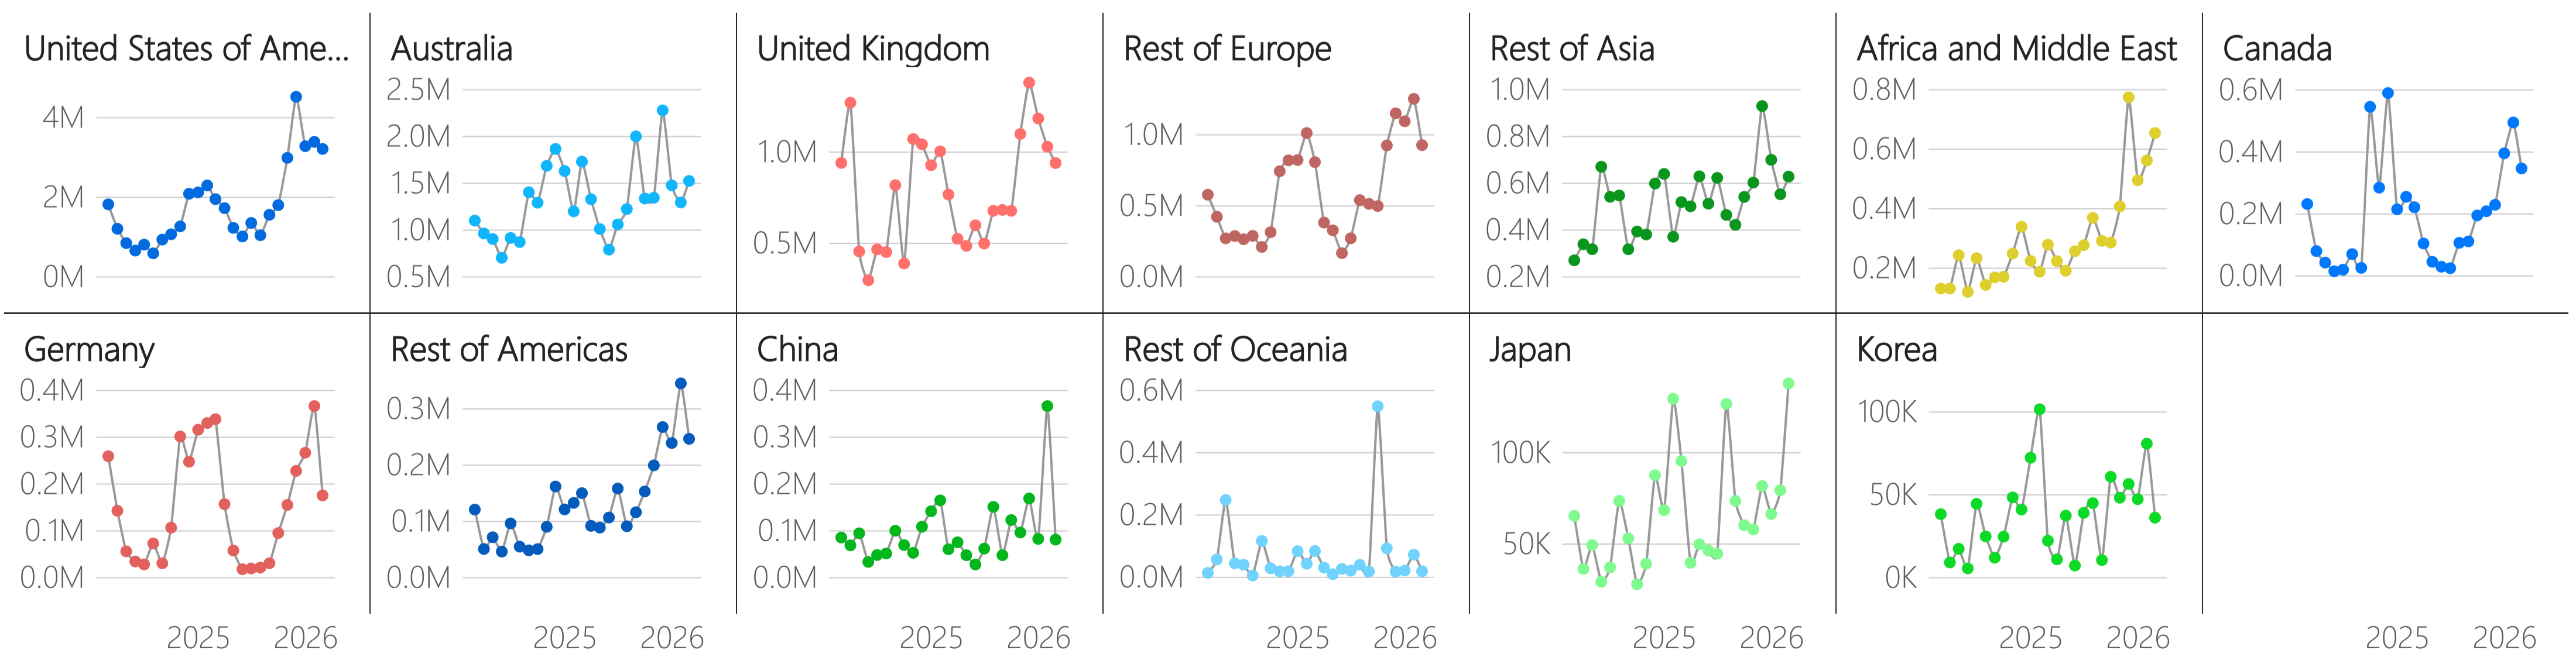 United States of Ame...
4M
2M
0M
Australia
2.5M
2.0M
1.5M
1.0M
0.5M
United Kingdom
1.0M
0.5M
Rest of Europe
1.0M
0.5M
0.0M
Rest of Asia
1.0M
0.8M
0.6M
0.4M
0.2M
Africa and Middle East
0.8M
0.6M
0.4M
0.2M
Canada
0.6M
0.4M
0.2M
0.0M
Germany
0.4M
0.3M
0.2M
0.1M
0.0M
2025 2026
Rest of Americas
0.3M
0.2M
0.1M
0.0M
2025 2026
China
0.4M
0.3M
0.2M
0.1M
0.0M
2025 2026
Rest of Oceania
0.6M
0.4M
0.2M
0.0M
2025 2026
Japan
100K
50K
2025 2026
Korea
100K
50K
0K
2025 2026
2025 2026